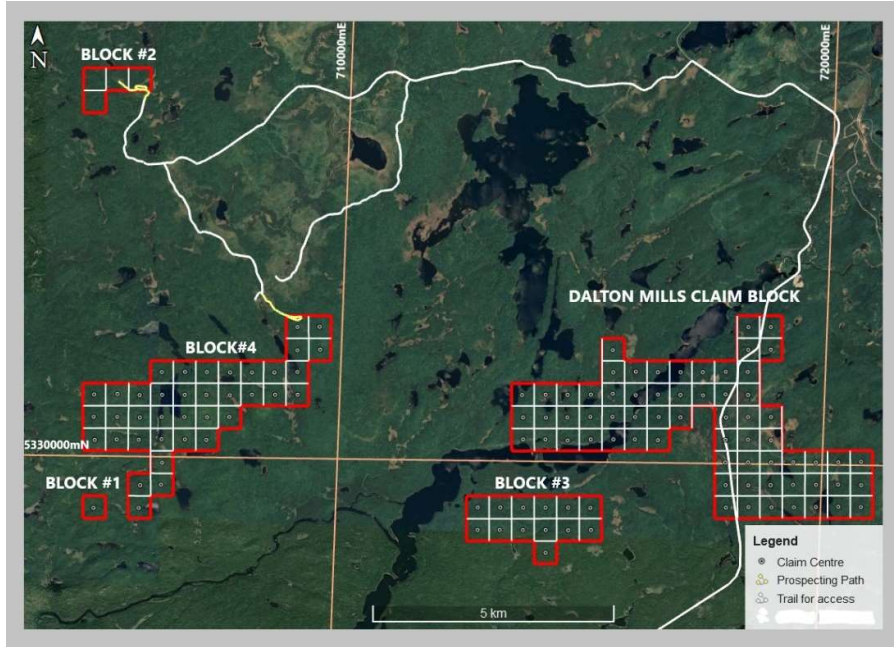 N
BLOCK #2
710000mE
720000mE
DALTON MILLS CLAIM BLOCK
BLOCK#4
5330000mN
BLOCK #1
BLOCK #3
5 km
Legend
Claim Centre
Prospecting Path
Trail for access